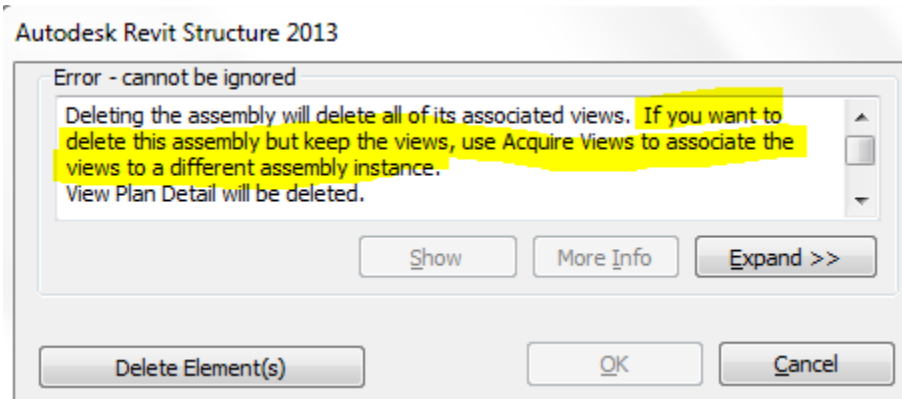 Autodesk Revit Structure 2013
Error - cannot be ignored
Deleting the assembly will delete all of its associated views.  If you want to
delete this assembly but keep the views, use Acquire Views to associate the
views to a different assembly instance.
View Plan Detail will be deleted.
Show
More Info
Expand >>
Delete Element(s)
OK
Cancel